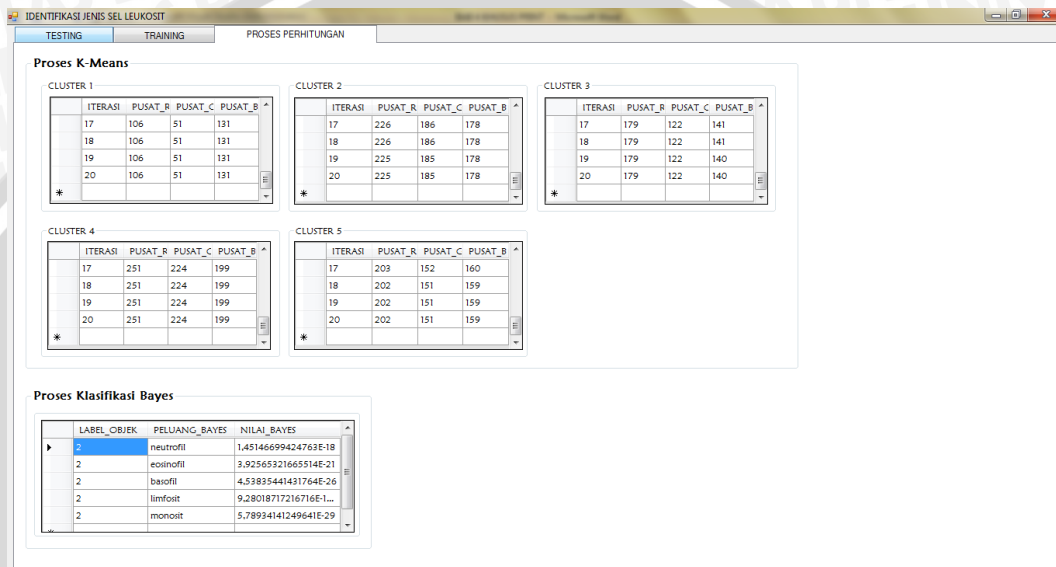 IDENTIFIKASI JENIS SEL LEUKOSIT
TESTING TRAINING PROSES PERHITUNGAN
Proses K-Means
CLUSTER 1
ITERASI PUSAT_R PUSAT_C PUSAT_B
17 106 51 131
18 106 51 131
19 106 51 131
20 106 51 131
CLUSTER 2
ITERASI PUSAT_R PUSAT_C PUSAT_B
17 226 186 178
18 226 186 178
19 225 185 178
20 225 185 178
CLUSTER 3
ITERASI PUSAT_R PUSAT_C PUSAT_B
17 179 122 141
18 179 122 141
19 179 122 140
20 179 122 140
CLUSTER 4
ITERASI PUSAT_R PUSAT_C PUSAT_B
17 251 224 199
18 251 224 199
19 251 224 199
20 251 224 199
CLUSTER 5
ITERASI PUSAT_R PUSAT_C PUSAT_B
17 203 152 160
18 202 151 159
19 202 151 159
20 202 151 159
Proses Klasifikasi Bayes
LABEL_OBJEK PELUANG_BAYES NILAI_BAYES
2 neutrofil 1,45146699424763E-18
2 eosinofil 3,92565321665514E-21
2 basofil 4,53835441431764E-26
2 limfosit 9,28018717216716E-1...
2 monosit 5,78934141249641E-29